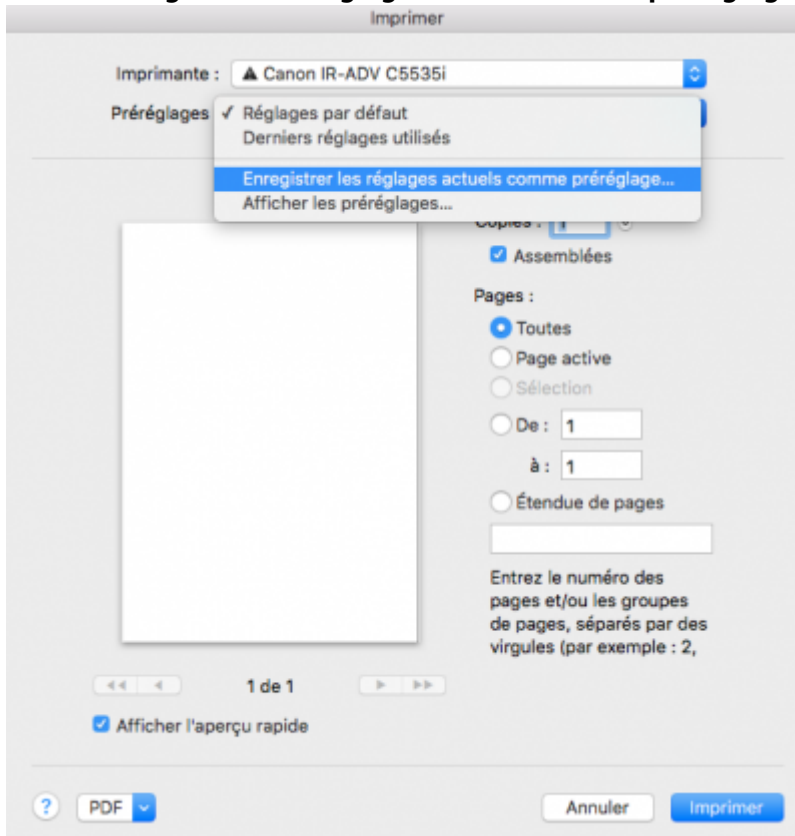 Imprimer
Imprimante : Canon IR-ADV C5535i
Préréglages ✓ Réglages par défaut
Derniers réglages utilisés
Enregistrer les réglages actuels comme préréglage...
Afficher les préréglages...
Copies : 1
Assemblées
Pages :
Toutes
Page active
Sélection
De : 1
à : 1
Étendue de pages
Entrez le numéro des
pages et/ou les groupes
de pages, séparés par des
virgules (par exemple : 2,
1 de 1
Afficher l'aperçu rapide
? PDF Annuler Imprimer